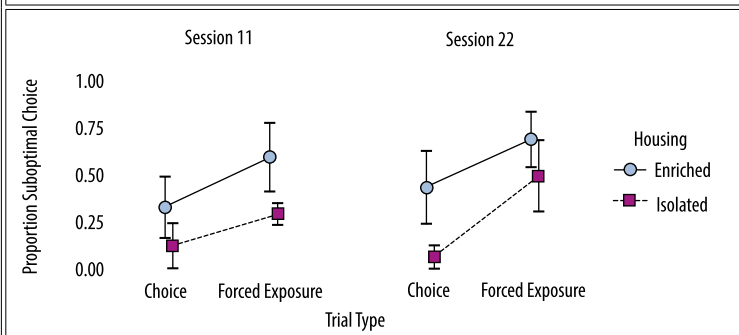 Session 11
Session 22
Proportion Suboptimal Choice
1.00
0.75
0.50
0.25
0.00
Choice
Forced Exposure
Choice
Forced Exposure
Trial Type
Housing
Enriched
Isolated